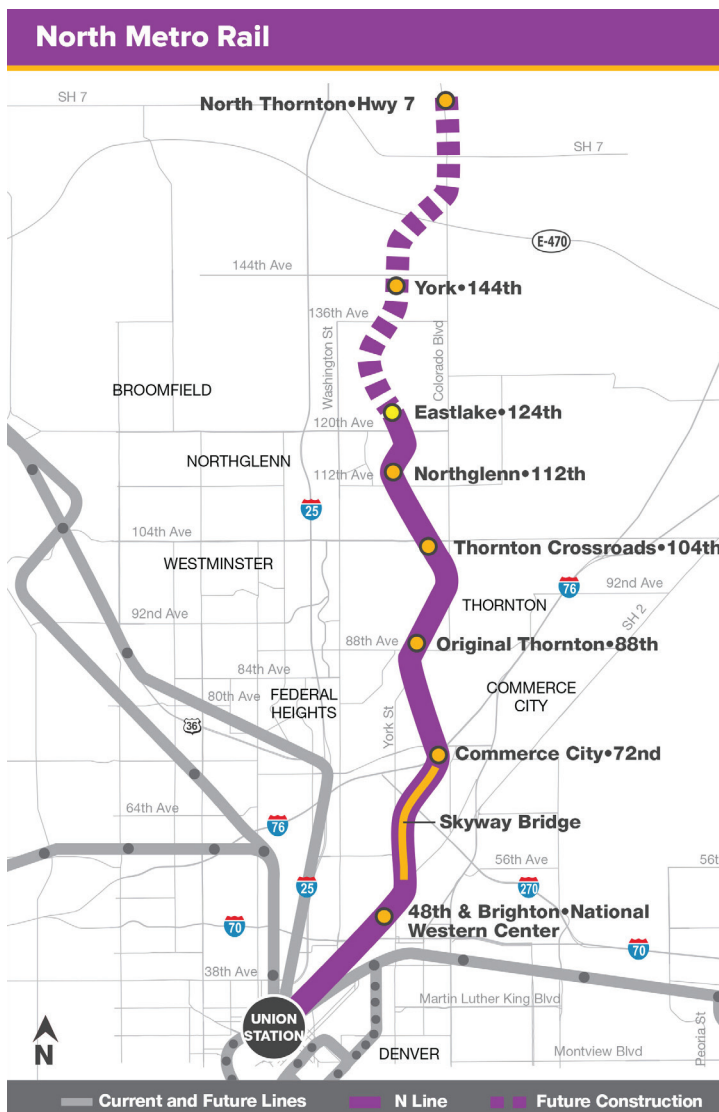 North Metro Rail
SH 7
North Thornton•Hwy 7
SH 7
E-470
144th Ave
York•144th
136th Ave
Washington St
Colorado Blvd
BROOMFIELD
Eastlake•124th
120th Ave
NORTHGLENN
112th Ave
Northglenn•112th
25
104th Ave
Thornton Crossroads•104th
WESTMINSTER
76
92nd Ave
THORNTON
SH 2
92nd Ave
88th Ave
Original Thornton•88th
84th Ave
80th Ave
FEDERAL
HEIGHTS
COMMERCE
CITY
36
York St
Commerce City•72nd
64th Ave
76
Skyway Bridge
56th Ave
56t
25
270
48th & Brighton•National
Western Center
70
70
38th Ave
Martin Luther King Blvd
UNION
STATION
Peoria St
N
DENVER
Montview Blvd
Current and Future Lines
N Line
Future Construction